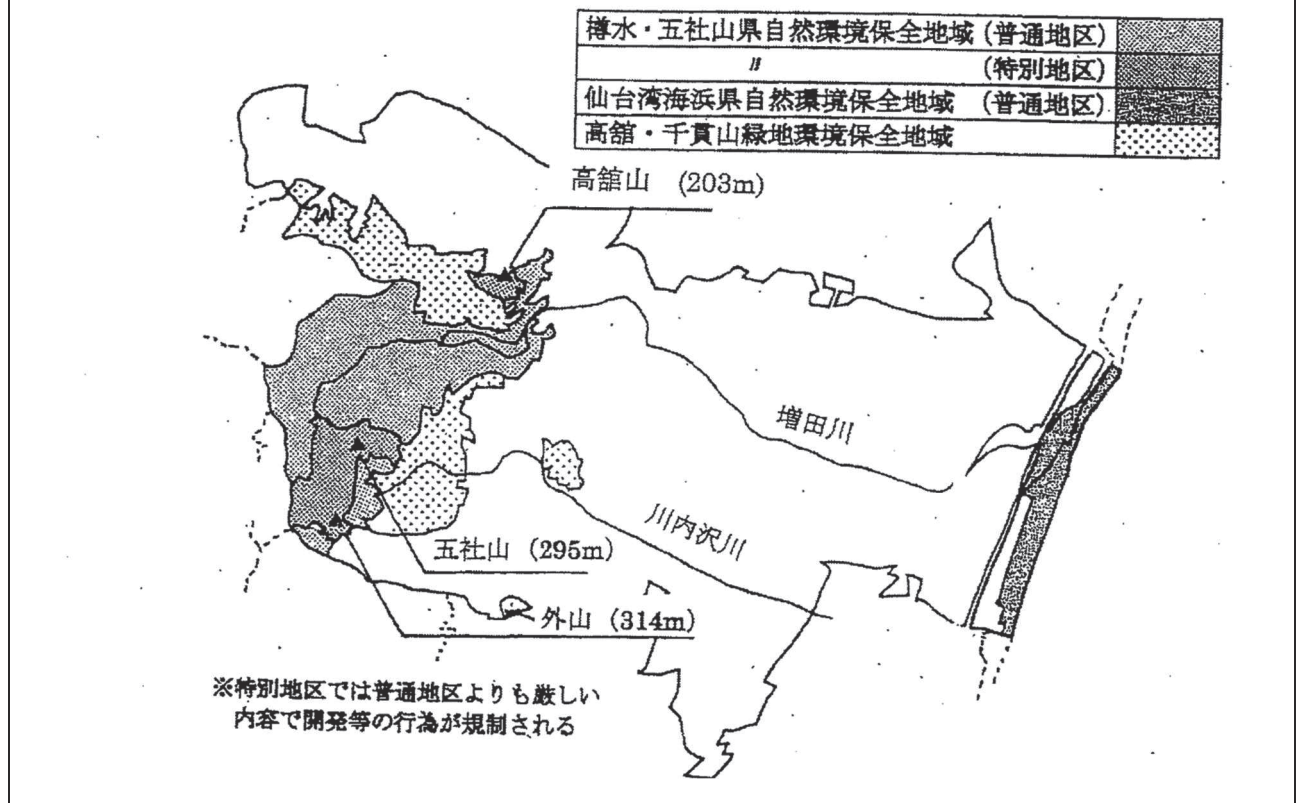 樽水・五社山県自然環境保全地域 (普通地区)
〃 (特別地区)
仙台湾海浜県自然環境保全地域 (普通地区)
高舘・千貫山緑地環境保全地域
高舘山 (203m)
増田川
川内沢川
五社山 (295m)
外山 (314m)
※特別地区では普通地区よりも厳しい
内容で開発等の行為が規制される